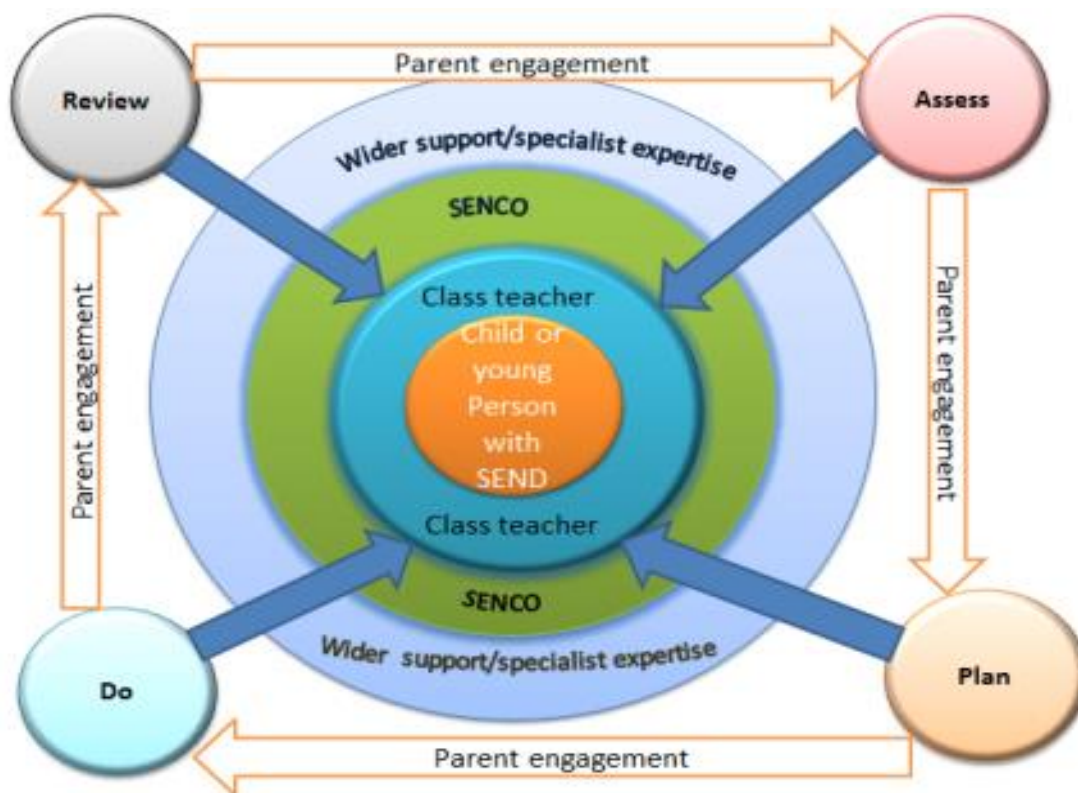 Parent engagement
Review
Assess
Wider support/specialist expertise
SENCO
Class teacher
Child or
young
Person
with
SEND
Class teacher
SENCO
Wider support/specialist expertise
Parent engagement
Parent engagement
Do
Plan
Parent engagement